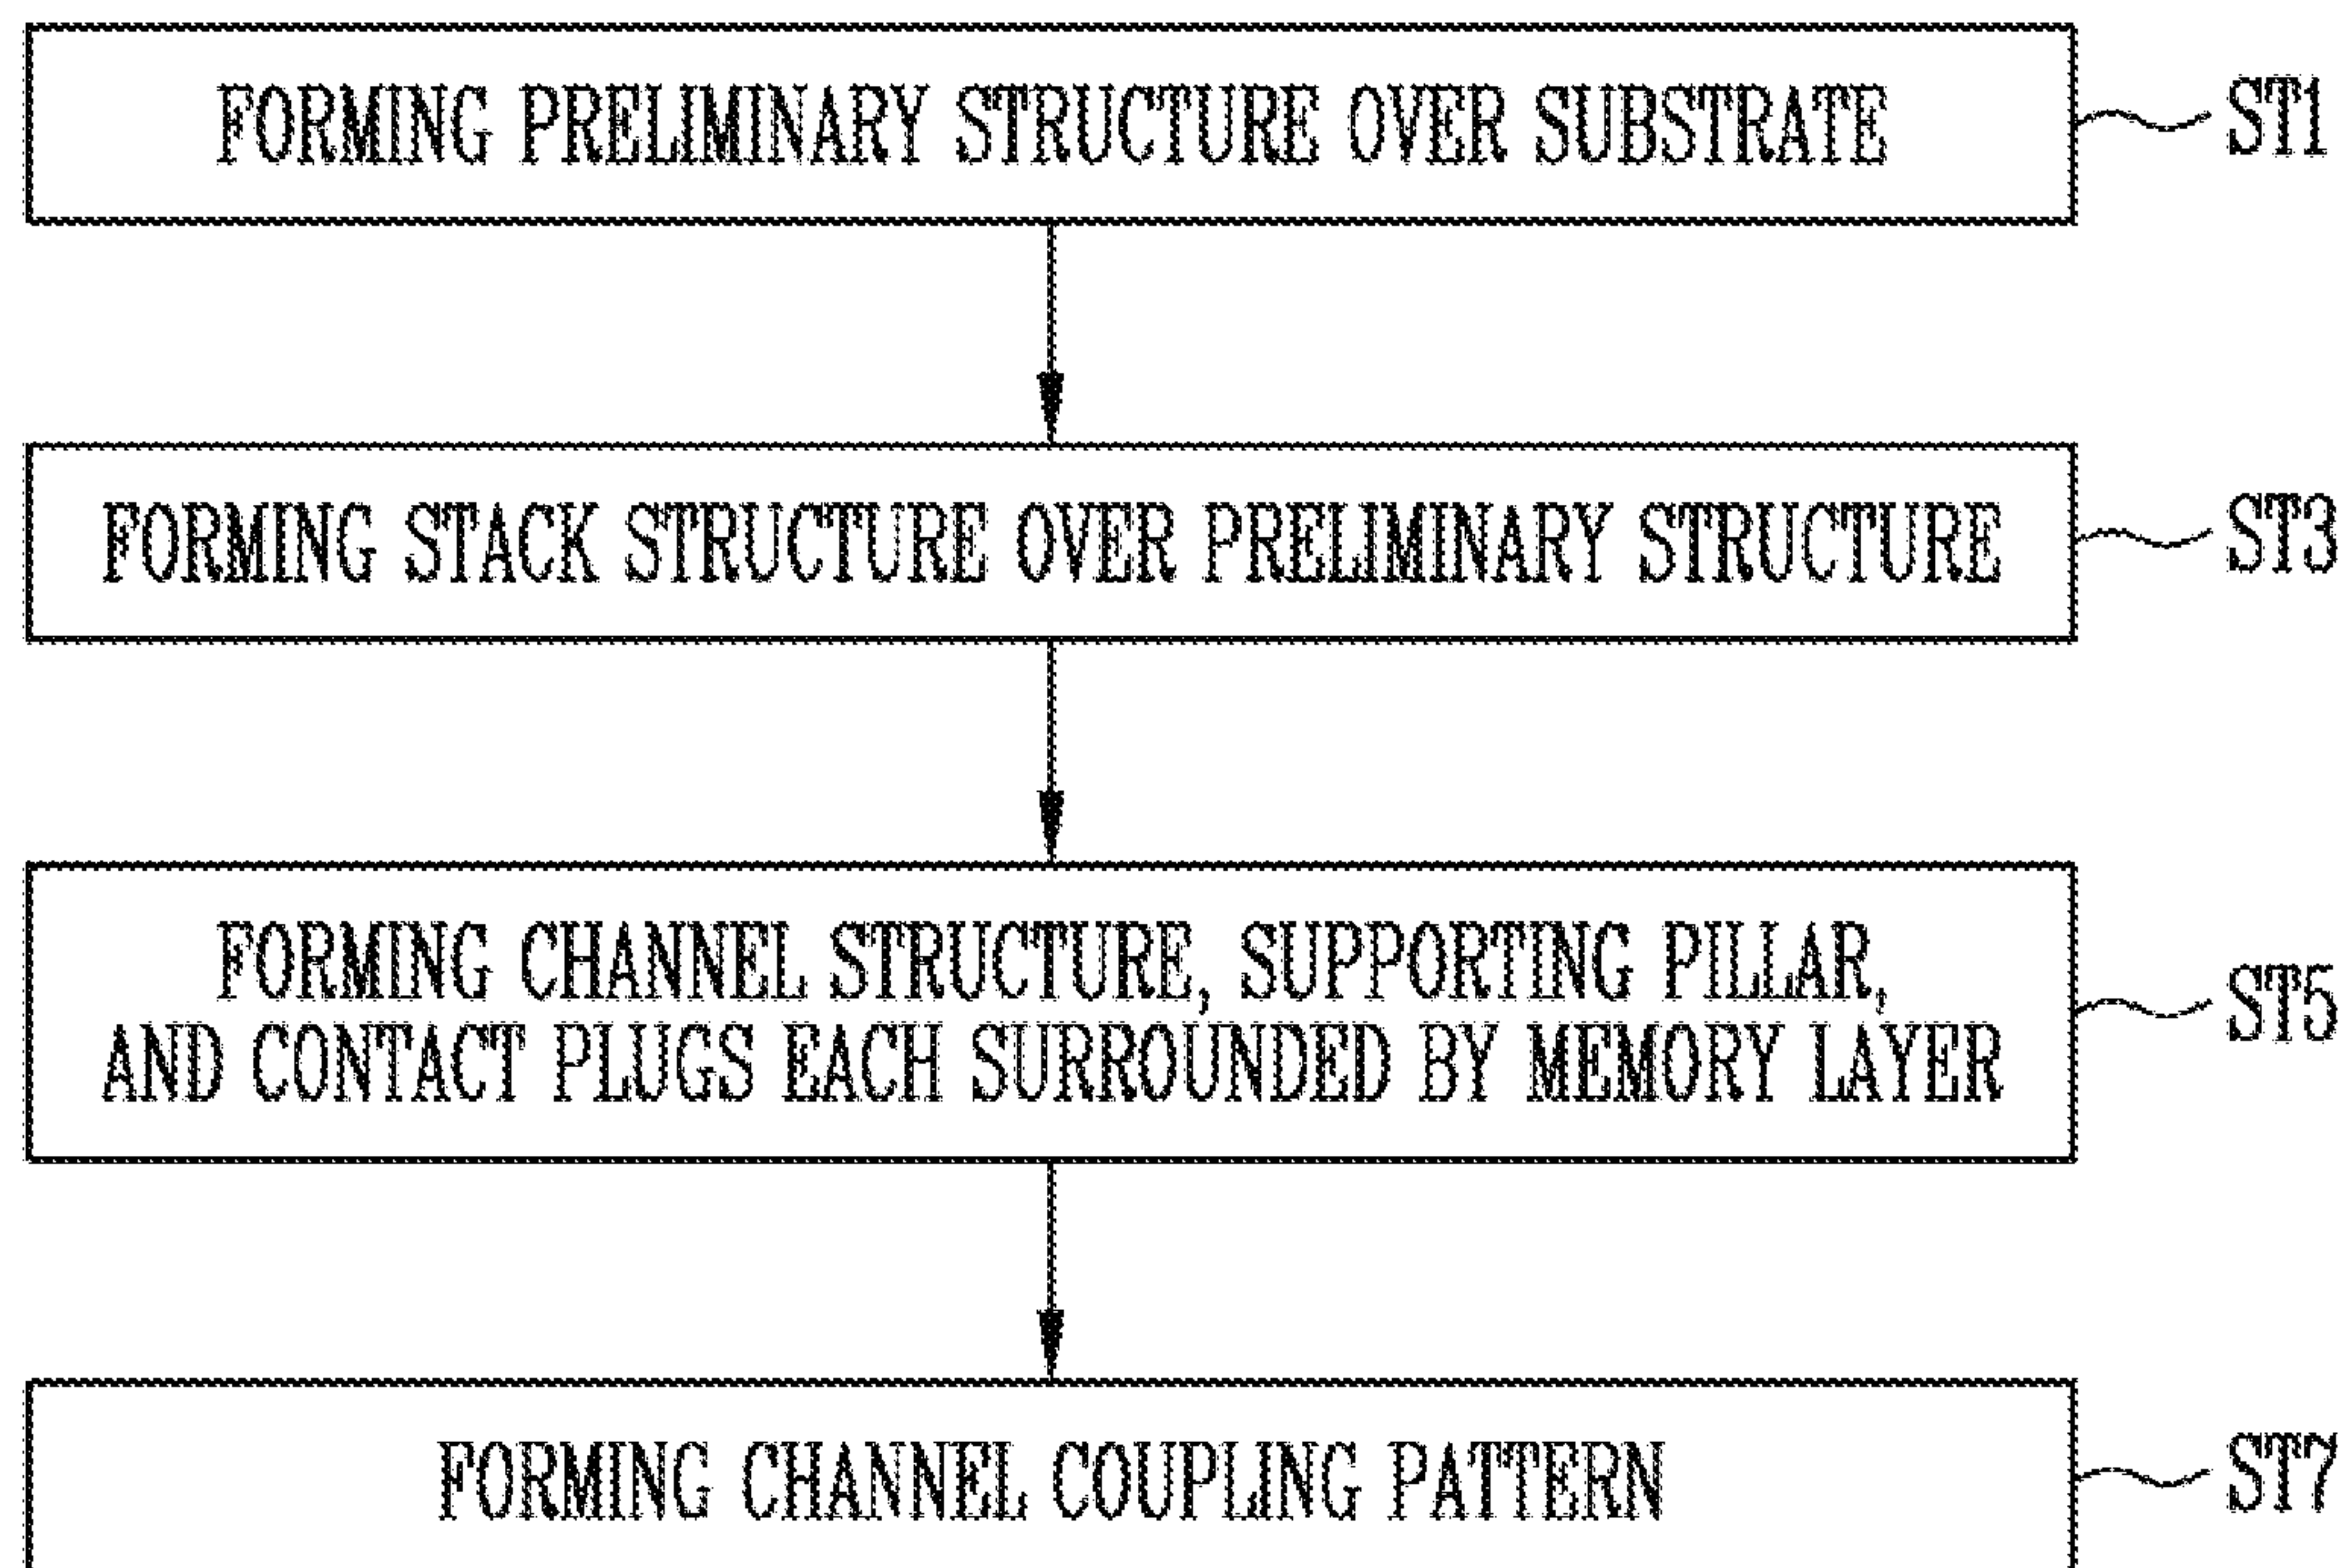 FORMING PRELIMINARY STRUCTURE OVER SUBSTRATE
ST1
FORMING STACK STRUCTURE OVER PRELIMINARY STRUCTURE
ST3
FORMING CHANNEL STRUCTURE, SUPPORTING PILLAR,
AND CONTACT PLUGS EACH SURROUNDED BY MEMORY LAYER
ST5
FORMING CHANNEL COUPLING PATTERN
ST7